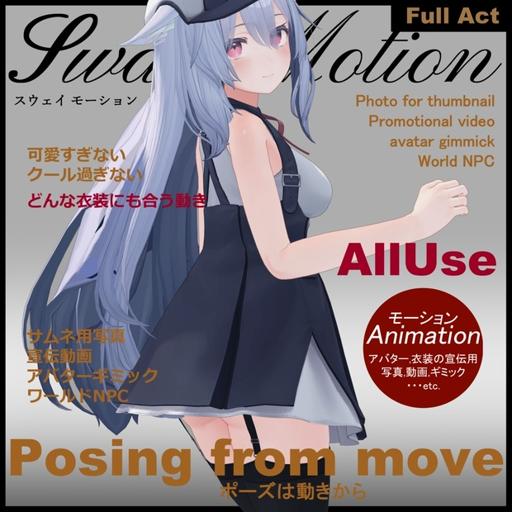 Full Act
Sway Motion
スウェイ モーション
Photo for thumbnail
Promotional video
avatar gimmick
World NPC
可愛すぎない
クール過ぎない
どんな衣装にも合う動き
AllUse
モーション
Animation
アバター,衣装の宣伝用
写真,動画,ギミック
・・・etc.
サムネ用写真
宣伝動画
アバターギミック
ワールドNPC
Posing from move
ポーズは動きから